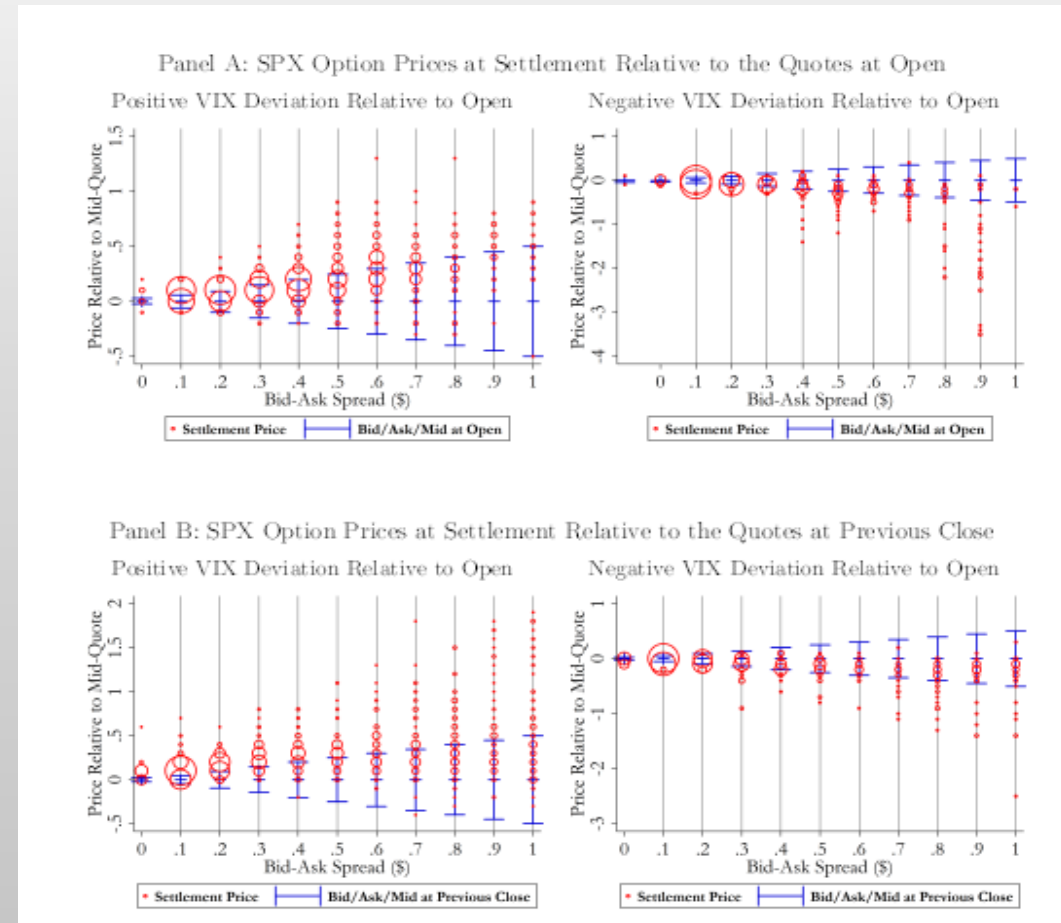 Panel A: SPX Option Prices at Settlement Relative to the Quotes at Open
Positive VIX Deviation Relative to Open
Price Relative to Mid-Quote
1.5
1
.5
0
-.5
0 .1 .2 .3 .4 .5 .6 .7 .8 .9 1
Bid-Ask Spread ($)
Settlement Price Bid/Ask/Mid at Open
Negative VIX Deviation Relative to Open
Price Relative to Mid-Quote
1
0
-1
-2
-3
-4
0 .1 .2 .3 .4 .5 .6 .7 .8 .9 1
Bid-Ask Spread ($)
Settlement Price Bid/Ask/Mid at Open
Panel B: SPX Option Prices at Settlement Relative to the Quotes at Previous Close
Positive VIX Deviation Relative to Open
Price Relative to Mid-Quote
2
1.5
1
.5
0
-.5
0 .1 .2 .3 .4 .5 .6 .7 .8 .9 1
Bid-Ask Spread ($)
Settlement Price Bid/Ask/Mid at Previous Close
Negative VIX Deviation Relative to Open
Price Relative to Mid-Quote
1
0
-1
-2
-3
0 .1 .2 .3 .4 .5 .6 .7 .8 .9 1
Bid-Ask Spread ($)
Settlement Price Bid/Ask/Mid at Previous Close